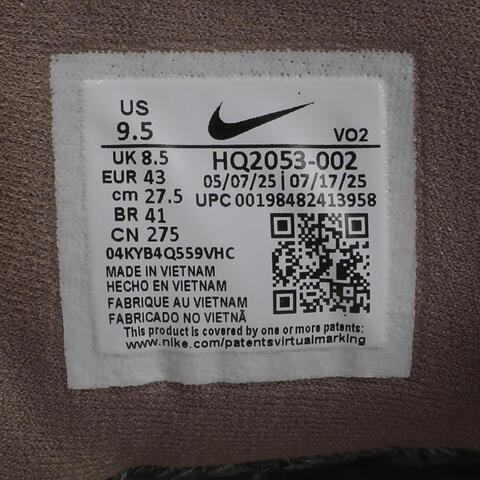 US
9.5
VO2
UK 8.5
HQ2053-002
EUR 43
05/07/25 | 07/17/25
cm 27.5
UPC 00198482413958
BR 41
CN 275
04KYB4Q559VHC
MADE IN VIETNAM
HECHO EN VIETNAM
FABRIQUE AU VIETNAM
FABRICADO NO VIETNÃ
This product is covered by one or more patents:
www.nike.com/patentsvirtualmarking